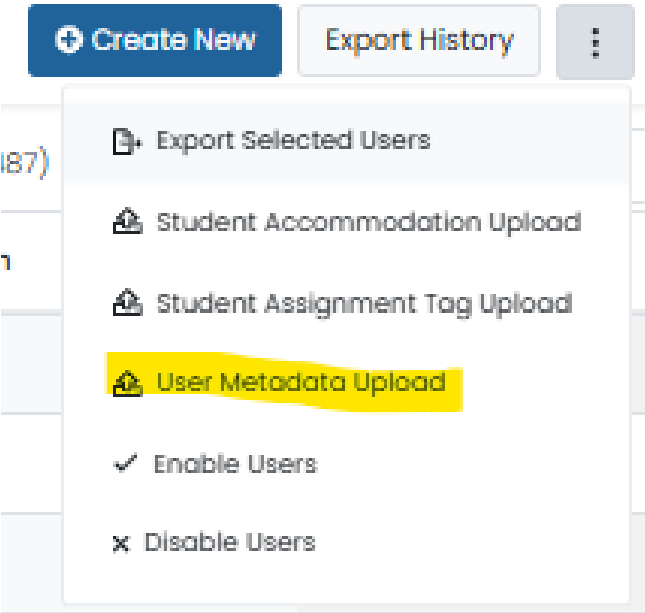 Create New
Export History
Export Selected Users
487)
Student Accommodation Upload
n
Student Assignment Tag Upload
User Metadata Upload
Enable Users
Disable Users